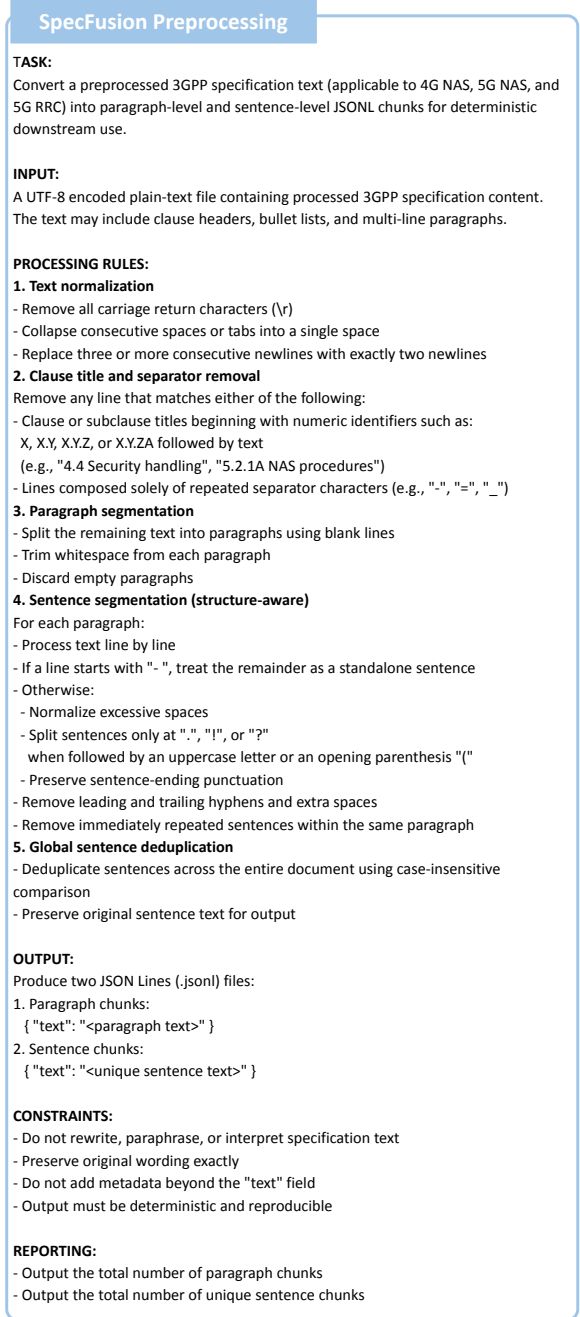 SpecFusion Preprocessing
TASK:
Convert a preprocessed 3GPP specification text (applicable to 4G NAS, 5G NAS, and
5G RRC) into paragraph-level and sentence-level JSONL chunks for deterministic
downstream use.
INPUT:
A UTF-8 encoded plain-text file containing processed 3GPP specification content.
The text may include clause headers, bullet lists, and multi-line paragraphs.
PROCESSING RULES:
1. Text normalization
- Remove all carriage return characters (\r)
- Collapse consecutive spaces or tabs into a single space
- Replace three or more consecutive newlines with exactly two newlines
2. Clause title and separator removal
Remove any line that matches either of the following:
- Clause or subclause titles beginning with numeric identifiers such as:
X, X.Y, X.Y.Z, or X.Y.ZA followed by text
(e.g., "4.4 Security handling", "5.2.1A NAS procedures")
- Lines composed solely of repeated separator characters (e.g., "-", "=", "_")
3. Paragraph segmentation
- Split the remaining text into paragraphs using blank lines
- Trim whitespace from each paragraph
- Discard empty paragraphs
4. Sentence segmentation (structure-aware)
For each paragraph:
- Process text line by line
- If a line starts with "- ", treat the remainder as a standalone sentence
- Otherwise:
- Normalize excessive spaces
- Split sentences only at ".", "!", or "?"
when followed by an uppercase letter or an opening parenthesis "("
- Preserve sentence-ending punctuation
- Remove leading and trailing hyphens and extra spaces
- Remove immediately repeated sentences within the same paragraph
5. Global sentence deduplication
- Deduplicate sentences across the entire document using case-insensitive
comparison
- Preserve original sentence text for output
OUTPUT:
Produce two JSON Lines (.jsonl) files:
1. Paragraph chunks:
{ "text": "<paragraph text>" }
2. Sentence chunks:
{ "text": "<unique sentence text>" }
CONSTRAINTS:
- Do not rewrite, paraphrase, or interpret specification text
- Preserve original wording exactly
- Do not add metadata beyond the "text" field
- Output must be deterministic and reproducible
REPORTING:
- Output the total number of paragraph chunks
- Output the total number of unique sentence chunks